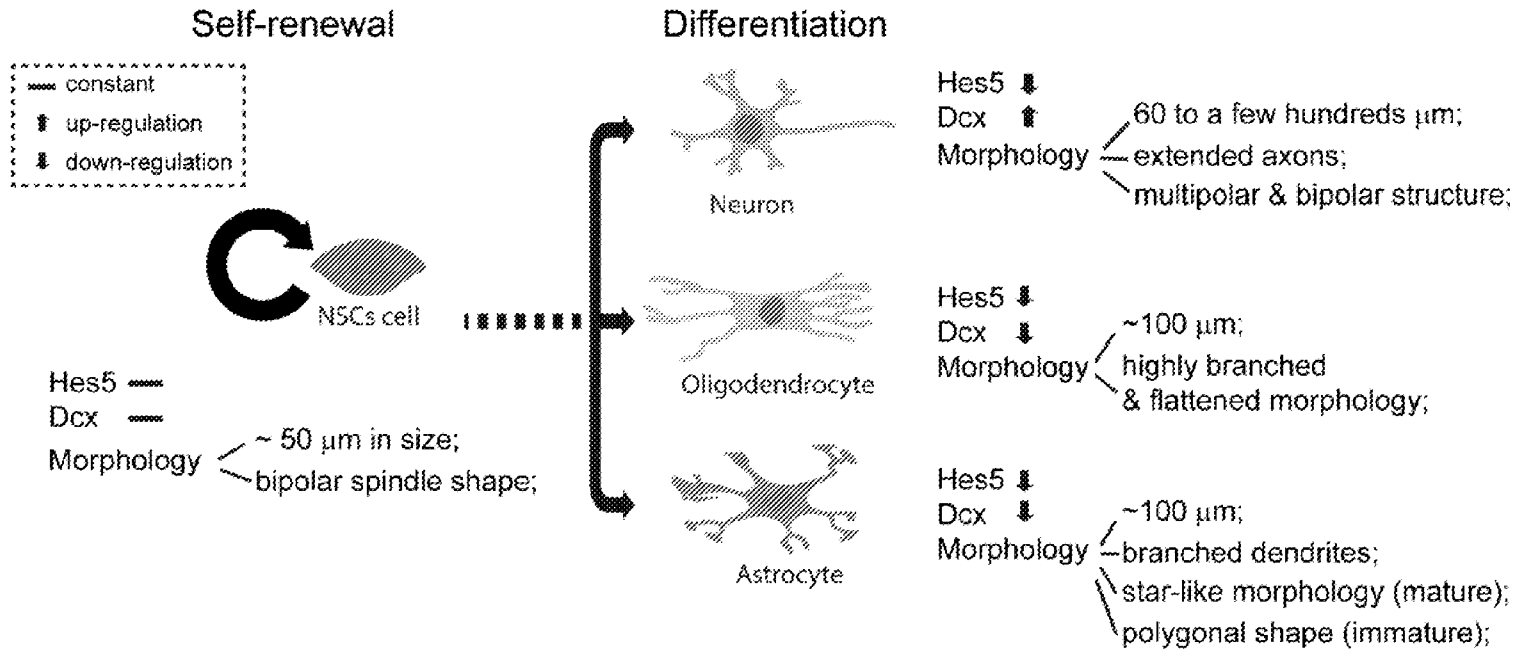 Self-renewal
Differentiation
constant
up-regulation
down-regulation
NSCs cell
Hes5
Dcx
Morphology
~ 50 μm in size;
bipolar spindle shape;
Neuron
Hes5
Dcx
Morphology
60 to a few hundreds μm;
extended axons;
multipolar & bipolar structure;
Oligodendrocyte
Hes5
Dcx
Morphology
~100 μm;
highly branched
& flattened morphology;
Astrocyte
Hes5
Dcx
Morphology
~100 μm;
branched dendrites;
star-like morphology (mature);
polygonal shape (immature);